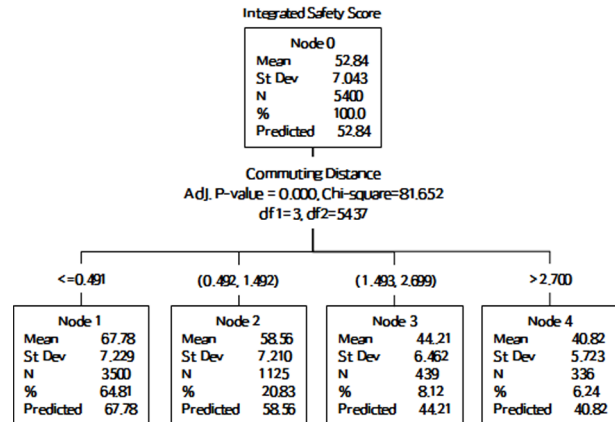 Integrated Safety Score
Node 0
Mean 52.84
St Dev 7.043
N 5400
% 100.0
Predicted 52.84
Commuting Distance
Adj. P-value = 0.000, Chi-square=81.652
df1=3, df2=5437
<=0.491
(0.492, 1.492)
(1.493, 2.699)
>2.700
Node 1
Mean 67.78
St Dev 7.229
N 3500
% 64.81
Predicted 67.78
Node 2
Mean 58.56
St Dev 7.210
N 1125
% 20.83
Predicted 58.56
Node 3
Mean 44.21
St Dev 6.462
N 439
% 8.12
Predicted 44.21
Node 4
Mean 40.82
St Dev 5.723
N 336
% 6.24
Predicted 40.82